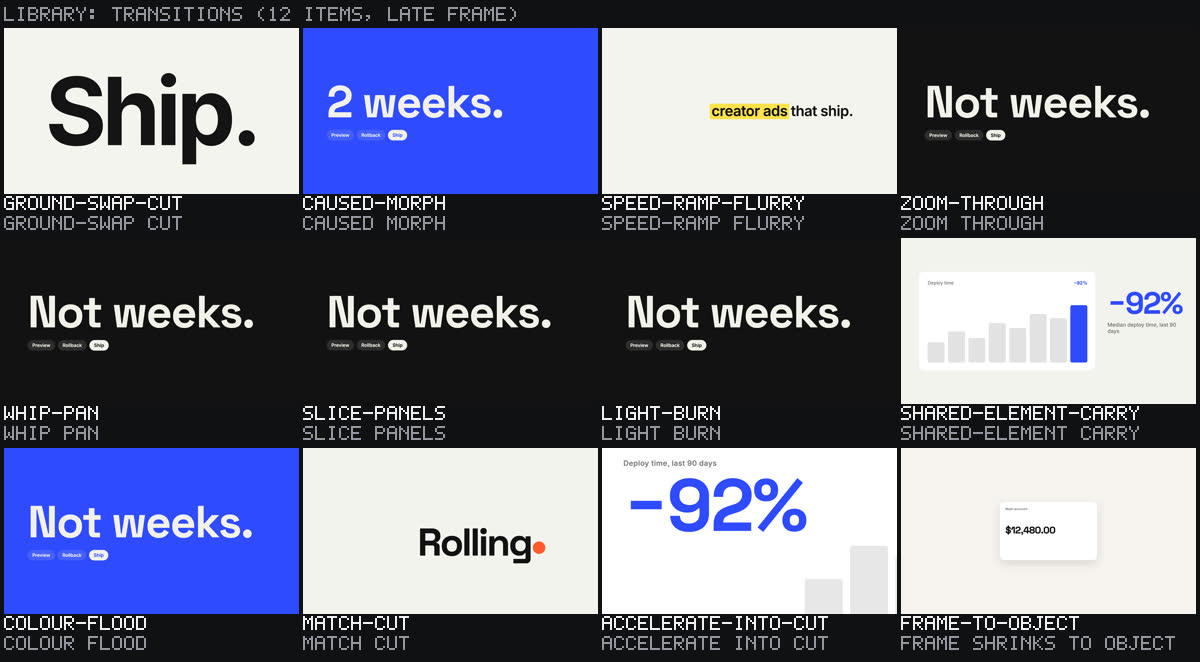 LIBRARY: TRANSITIONS (12 ITEMS, LATE FRAME)
Ship.
GROUND-SWAP-CUT
GROUND-SWAP CUT
2 weeks.
Preview Rollback Ship
CAUSED-MORPH
CAUSED MORPH
creator ads that ship.
SPEED-RAMP-FLURRY
SPEED-RAMP FLURRY
Not weeks.
Preview Rollback Ship
ZOOM-THROUGH
ZOOM THROUGH
Not weeks.
Preview Rollback Ship
WHIP-PAN
WHIP PAN
Not weeks.
Preview Rollback Ship
SLICE-PANELS
SLICE PANELS
Not weeks.
Preview Rollback Ship
LIGHT-BURN
LIGHT BURN
Deploy time −92%
−92%
Median deploy time, last 90
days
SHARED-ELEMENT-CARRY
SHARED-ELEMENT CARRY
Not weeks.
Preview Rollback Ship
COLOUR-FLOOD
COLOUR FLOOD
Rolling
MATCH-CUT
MATCH CUT
Deploy time, last 90 days
−92%
ACCELERATE-INTO-CUT
ACCELERATE INTO CUT
$12,480.00
FRAME-TO-OBJECT
FRAME SHRINKS TO OBJECT